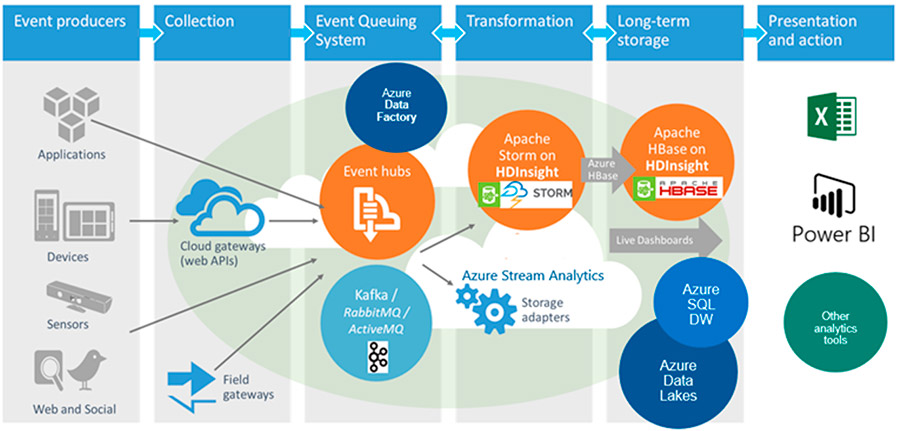 Event producers
Collection
Event Queuing
System
Transformation
Long-term
storage
Presentation
and action
Applications
Devices
Sensors
Web and Social
Cloud gateways
(web APIs)
Field
gateways
Azure
Data
Factory
Event hubs
Kafka /
RabbitMQ /
ActiveMQ
Apache
Storm on
HDInsight
STORM
Azure Stream Analytics
Storage
adapters
Azure
HBase
Apache
HBase on
HDInsight
APACHE
HBASE
Live Dashboards
Azure
SQL
DW
Azure
Data
Lakes
X
Power BI
Other
analytics
tools